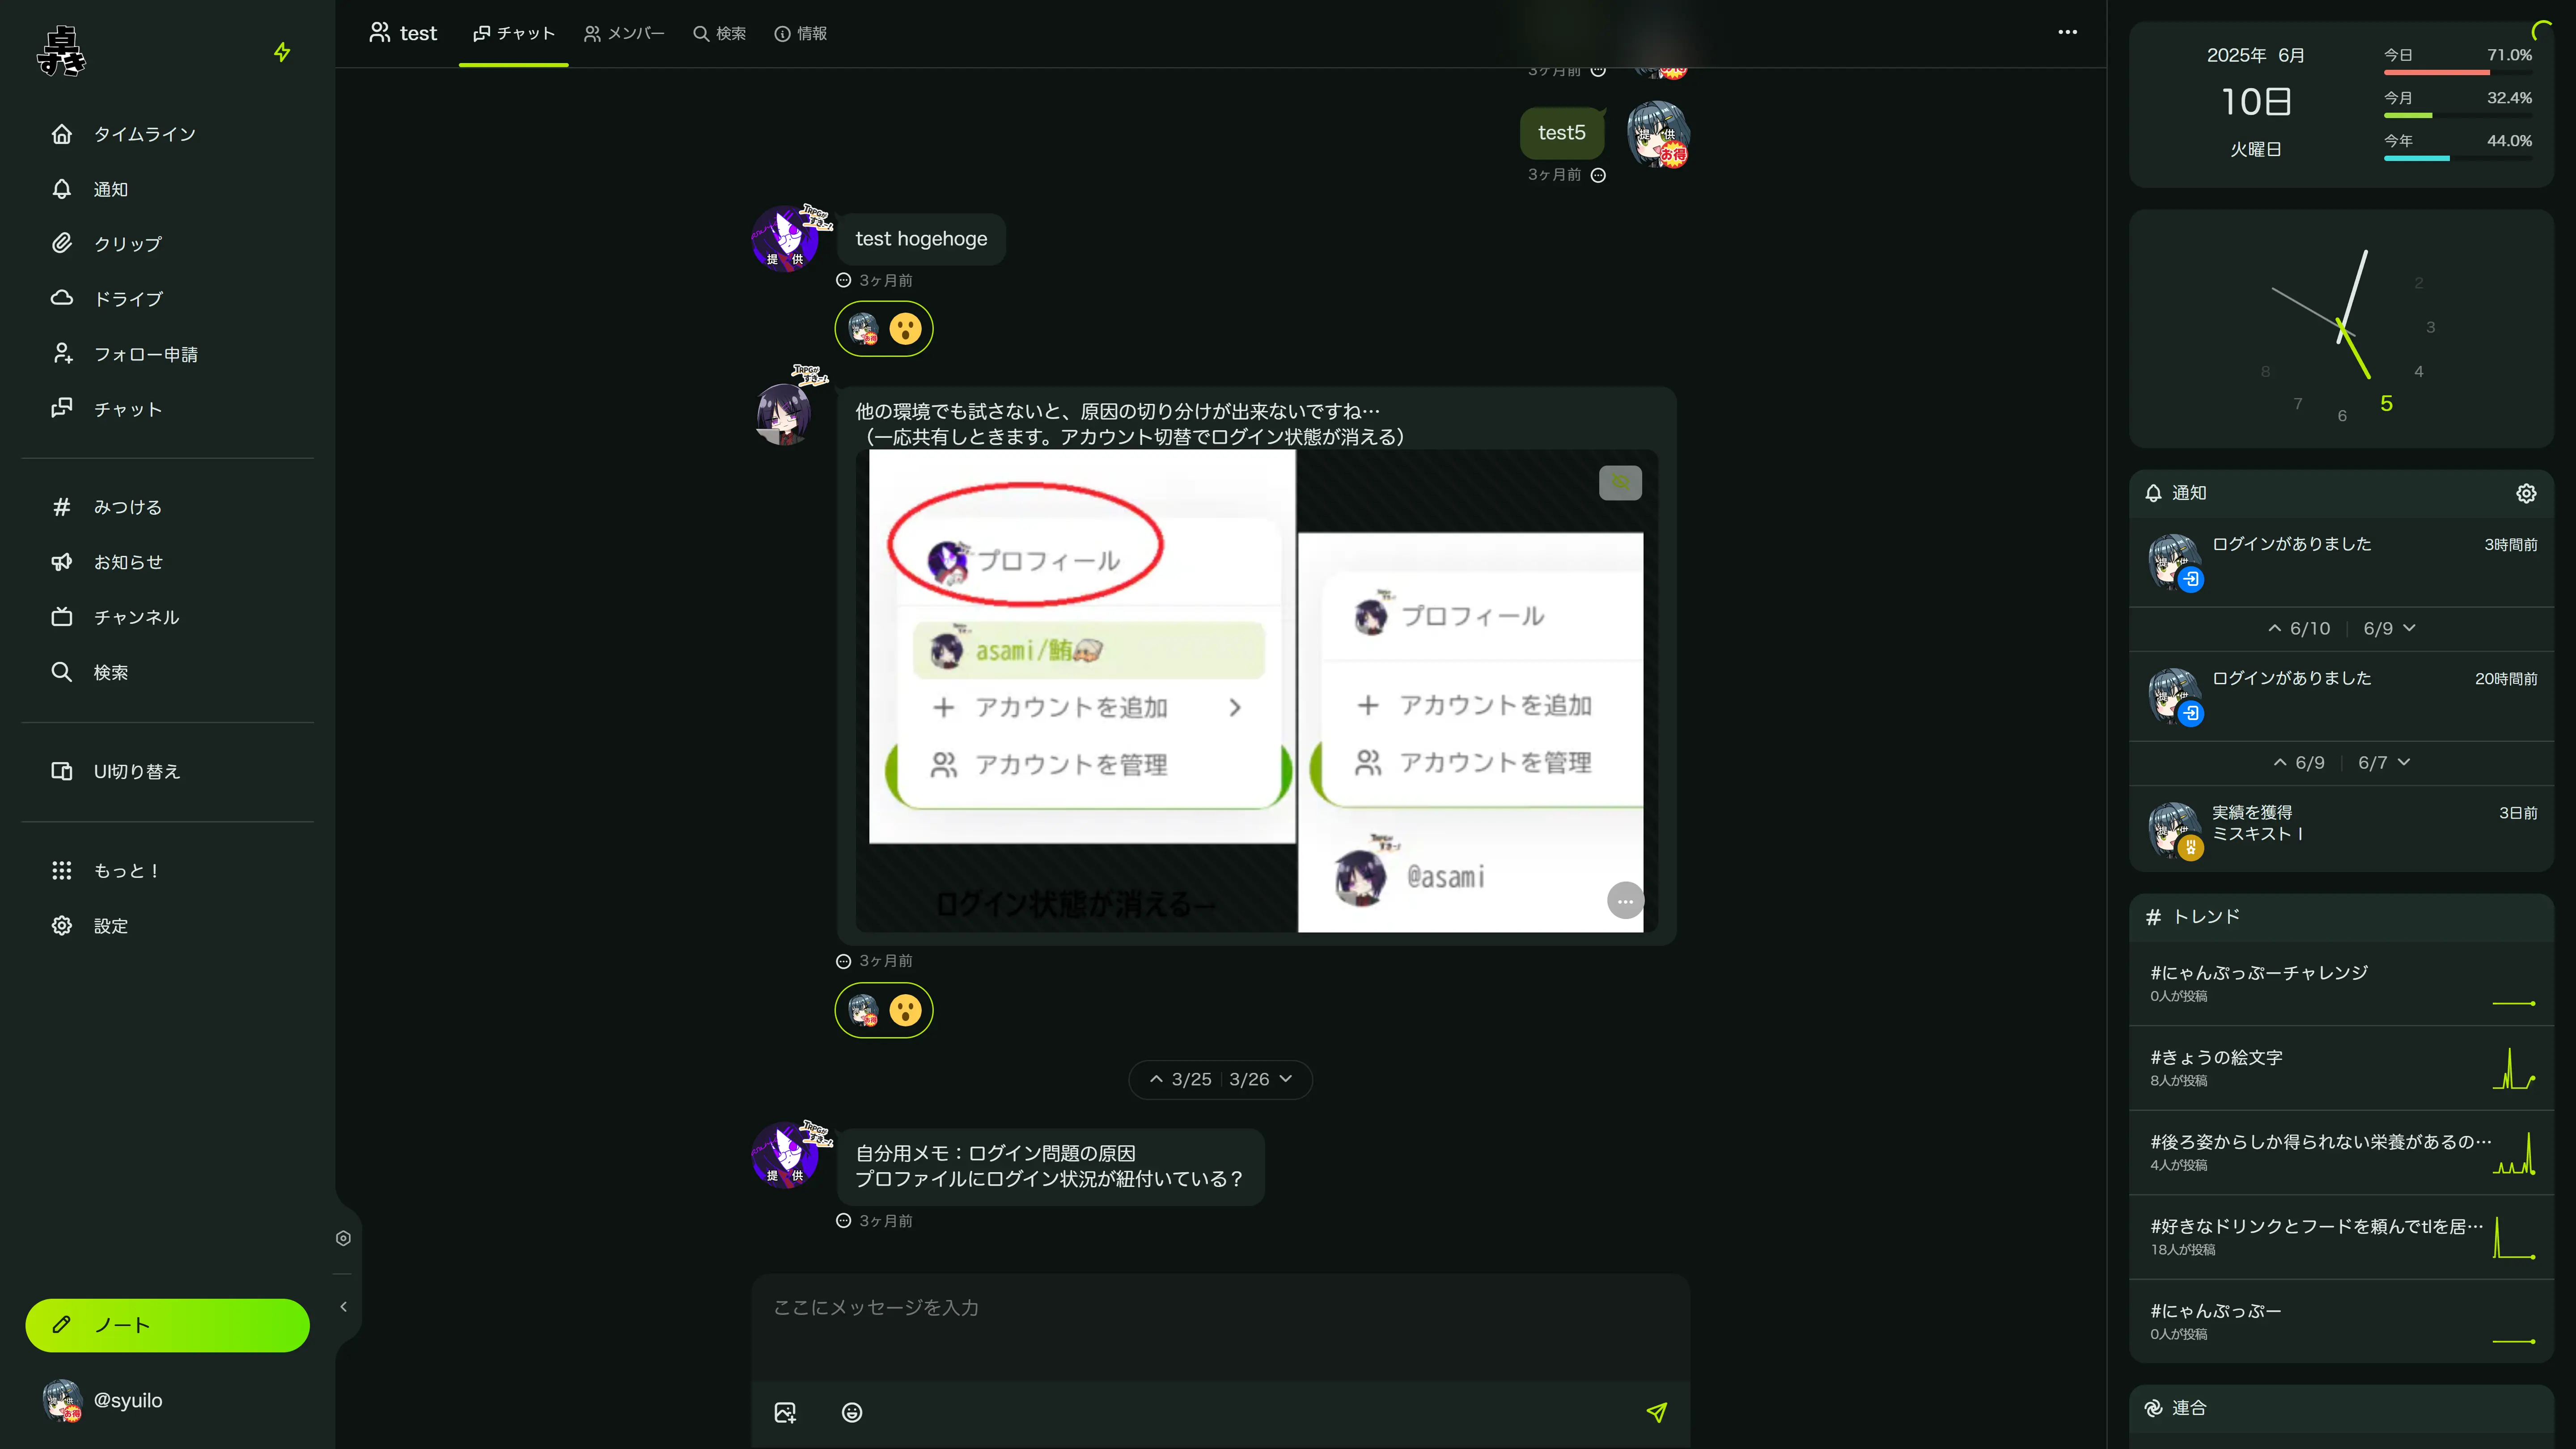 卓
すき
タイムライン
通知
クリップ
ドライブ
フォロー申請
チャット
みつける
お知らせ
チャンネル
検索
UI切り替え
もっと！
設定
ノート
@syuilo
test
チャット
メンバー
検索
情報
3ヶ月前
test5
3ヶ月前
test hogehoge
3ヶ月前
他の環境でも試さないと、原因の切り分けが出来ないですね…
（一応共有しときます。アカウント切替でログイン状態が消える）
プロフィール
asami/鮪
アカウントを追加
アカウントを管理
ログイン状態が消える→
プロフィール
アカウントを追加
アカウントを管理
@asami
3ヶ月前
3/25 3/26
自分用メモ：ログイン問題の原因
プロファイルにログイン状況が紐付いている？
3ヶ月前
ここにメッセージを入力
2025年 6月
10日
火曜日
今日 71.0%
今月 32.4%
今年 44.0%
2
3
4
5
6
7
8
通知
ログインがありました 3時間前
6/10 6/9
ログインがありました 20時間前
6/9 6/7
実績を獲得 3日前
ミスキスト I
トレンド
#にゃんぷっぷーチャレンジ
0人が投稿
#きょうの絵文字
8人が投稿
#後ろ姿からしか得られない栄養があるの…
4人が投稿
#好きなドリンクとフードを頼んでtlを居…
18人が投稿
#にゃんぷっぷー
0人が投稿
連合